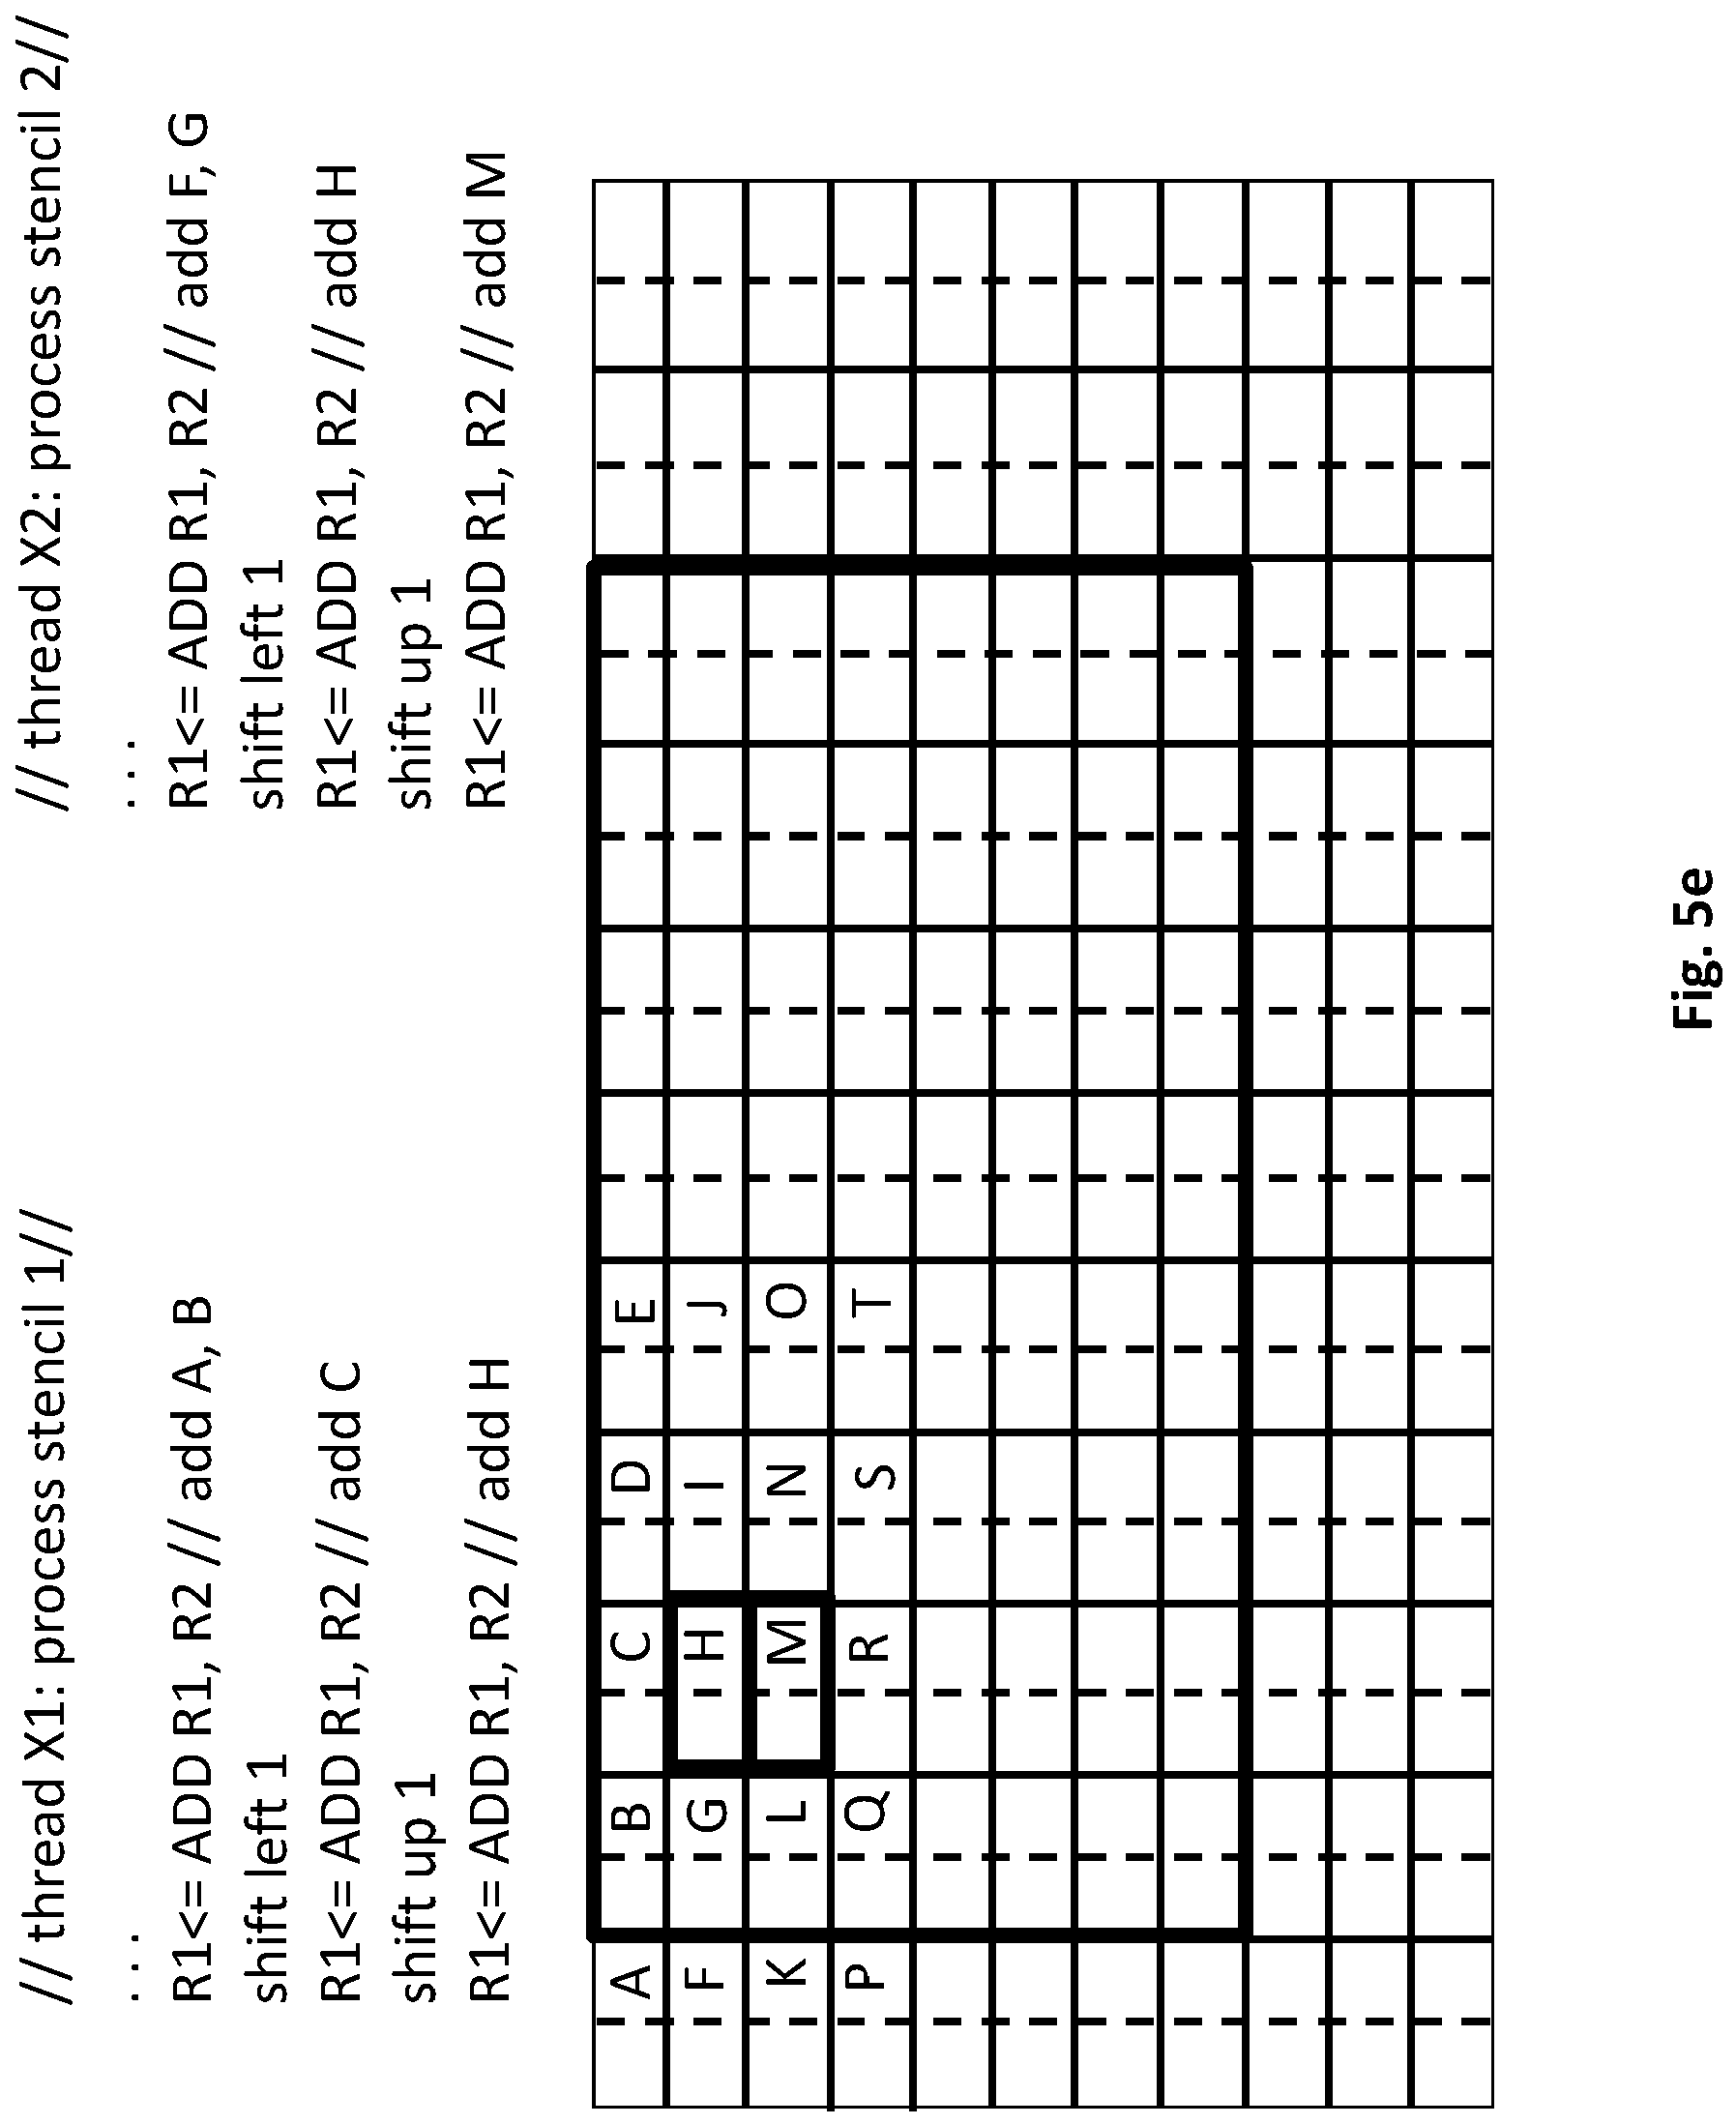 // thread X1: process stencil 1//
. . .
R1<= ADD R1, R2 // add A, B
shift left 1
R1<= ADD R1, R2 // add C
shift up 1
R1<= ADD R1, R2 // add H
// thread X2: process stencil 2//
. . .
R1<= ADD R1, R2 // add F, G
shift left 1
R1<= ADD R1, R2 // add H
shift up 1
R1<= ADD R1, R2 // add M
A B C D E
F G H I J
K L M N O
P Q R S T
Fig. 5e